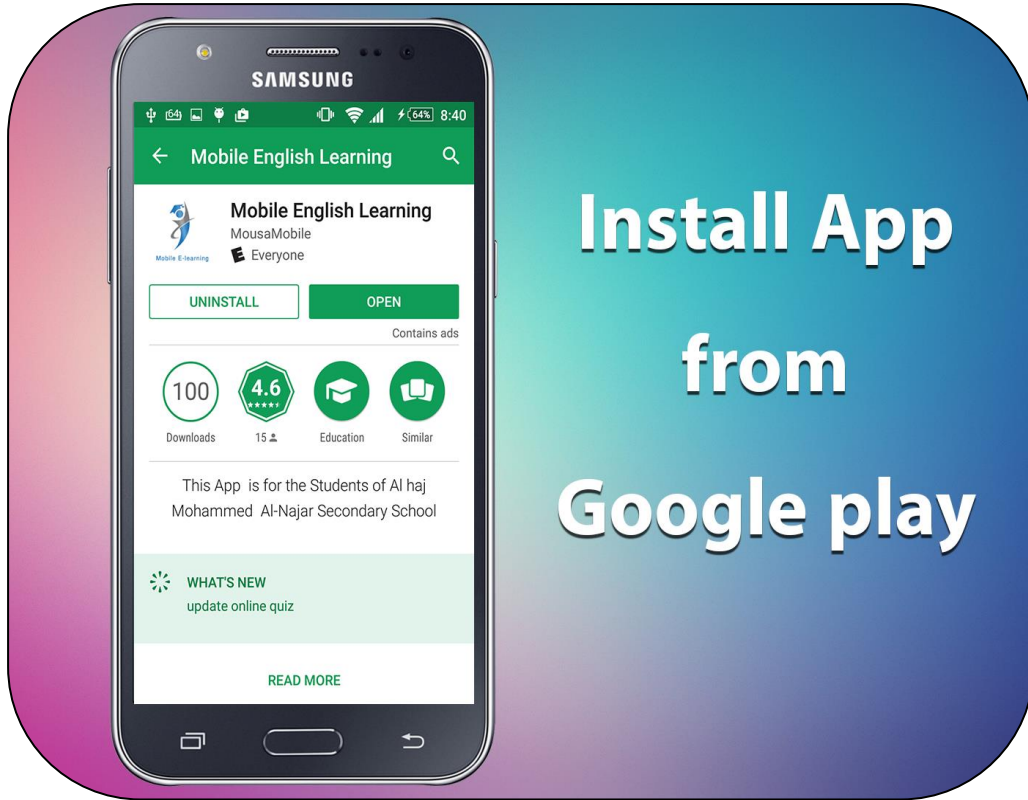 SAMSUNG
64
64% 8:40
Mobile English Learning
Mobile English Learning
MousaMobile
E Everyone
Mobile E-learning
UNINSTALL
OPEN
Contains ads
100
4.6
Downloads
15
Education
Similar
This App is for the Students of Al haj
Mohammed Al-Najar Secondary School
WHAT'S NEW
update online quiz
READ MORE
Install App
from
Google play